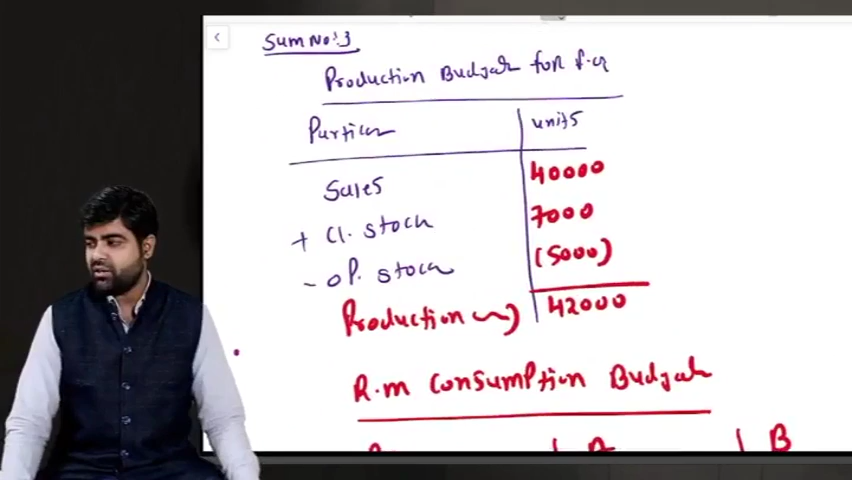 Sum No: 3
Production Budget for F.G
Particular units
Sales 40000
+ Cl. stock 7000
- OP. stock (5000)
Production 42000
R.m Consumption Budget
A B